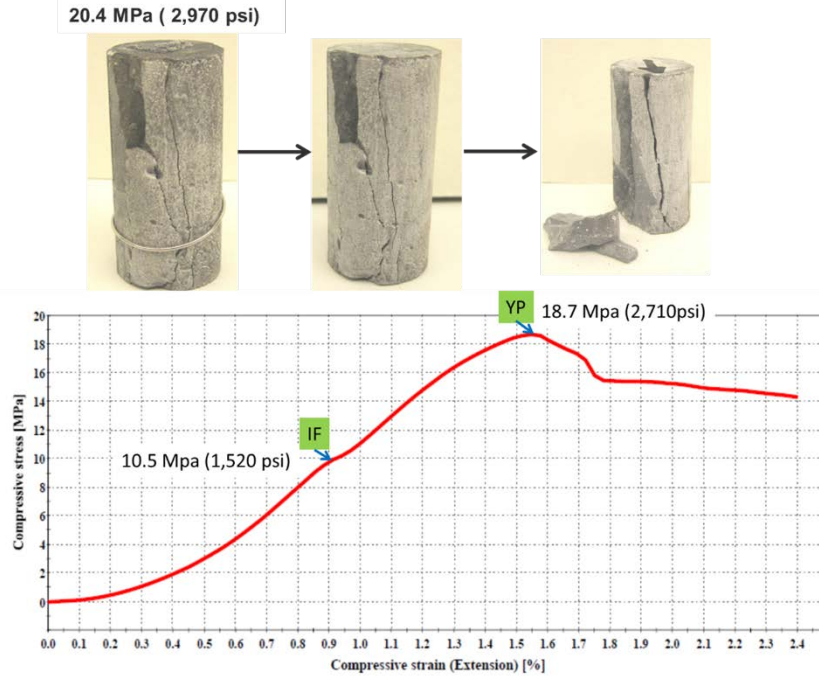 20.4 MPa ( 2,970 psi)
YP
18.7 Mpa (2,710psi)
IF
10.5 Mpa (1,520 psi)
Compressive stress [MPa]
20
18
16
14
12
10
8
6
4
2
0
0.0 0.1 0.2 0.3 0.4 0.5 0.6 0.7 0.8 0.9 1.0 1.1 1.2 1.3 1.4 1.5 1.6 1.7 1.8 1.9 2.0 2.1 2.2 2.3 2.4
Compressive strain (Extension) [%]